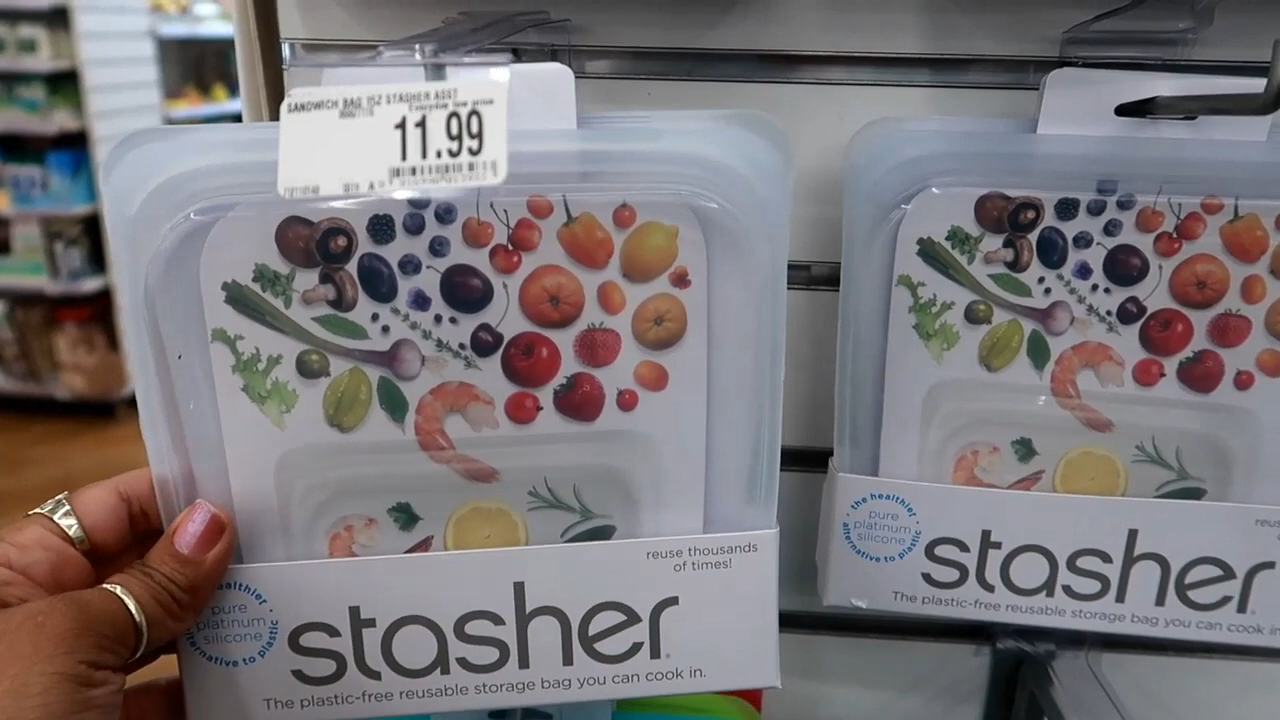 SANDWICH BAG 15Z STASHER ASST
Everyday low price
11.99
reuse thousands
of times!
healthier
pure
platinum
silicone
alternative to plastic
stasher
The plastic-free reusable storage bag you can cook in.
the healthier
pure
platinum
silicone
alternative to plastic
stasher
The plastic-free reusable storage bag you can cook in